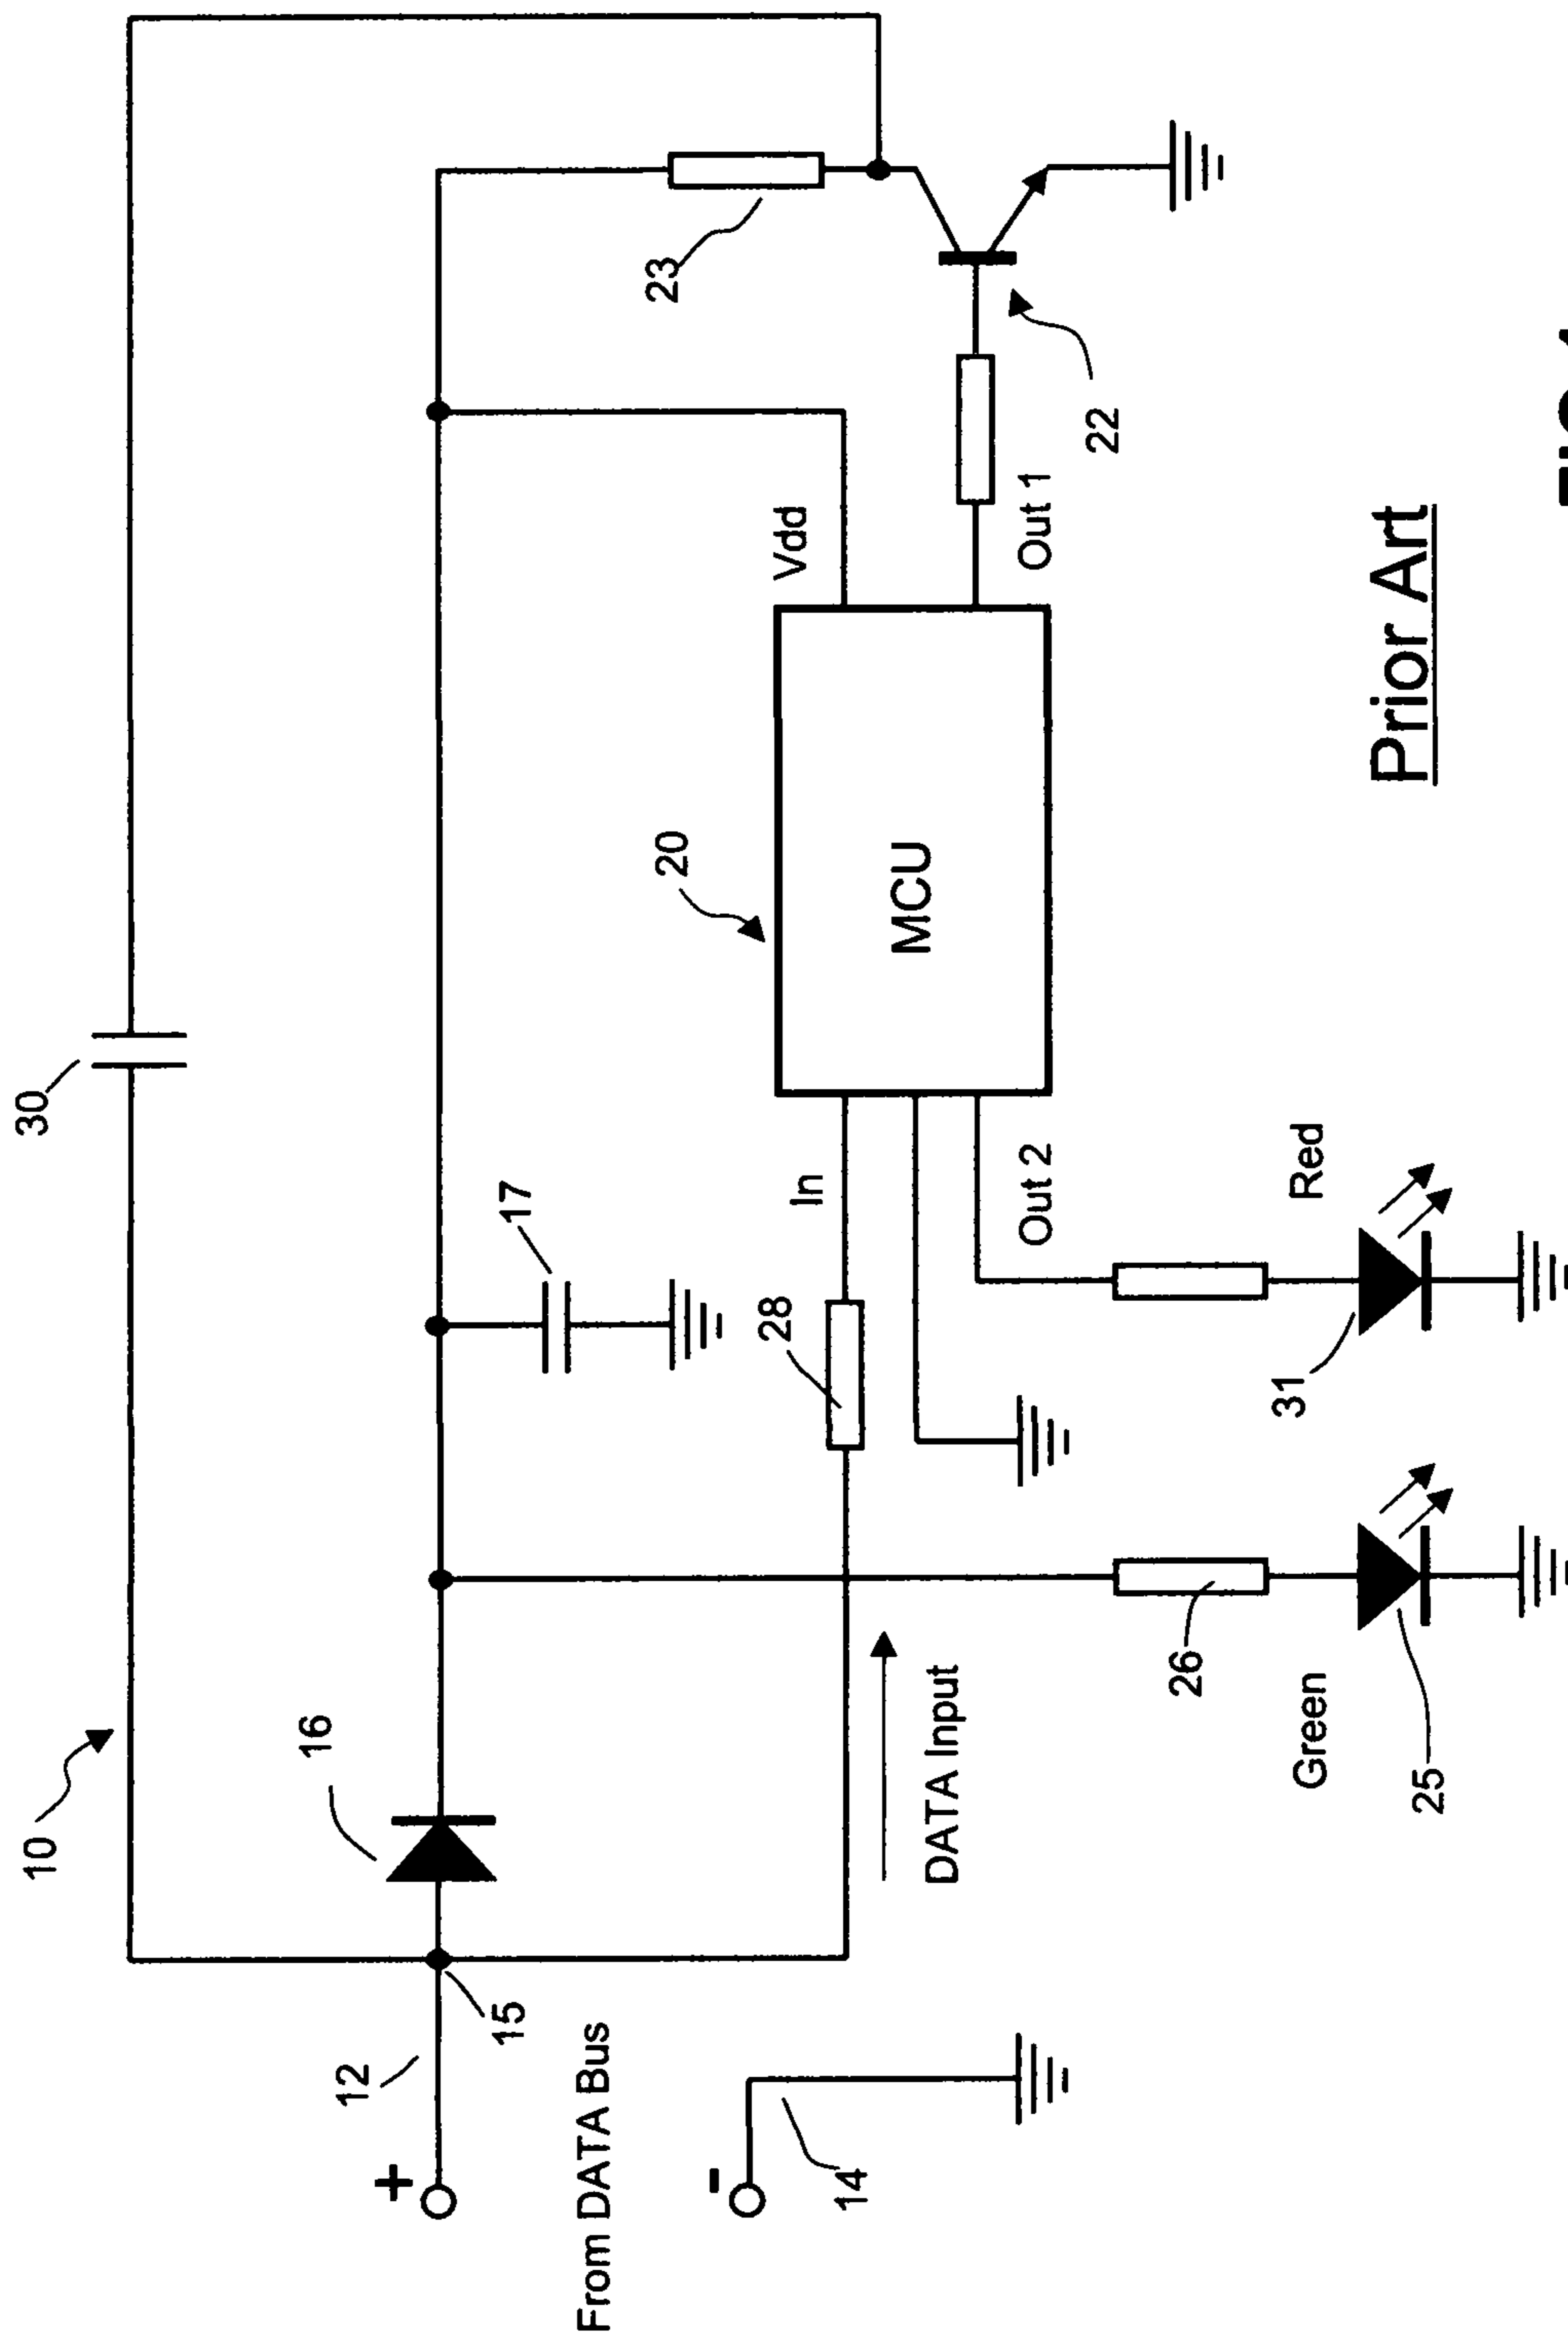 10
30
12
+
15
16
17
23
From DATA Bus
-
14
DATA Input
28
In
20
MCU
Vdd
Out 1
22
Out 2
Green
26
25
Red
31
Prior Art